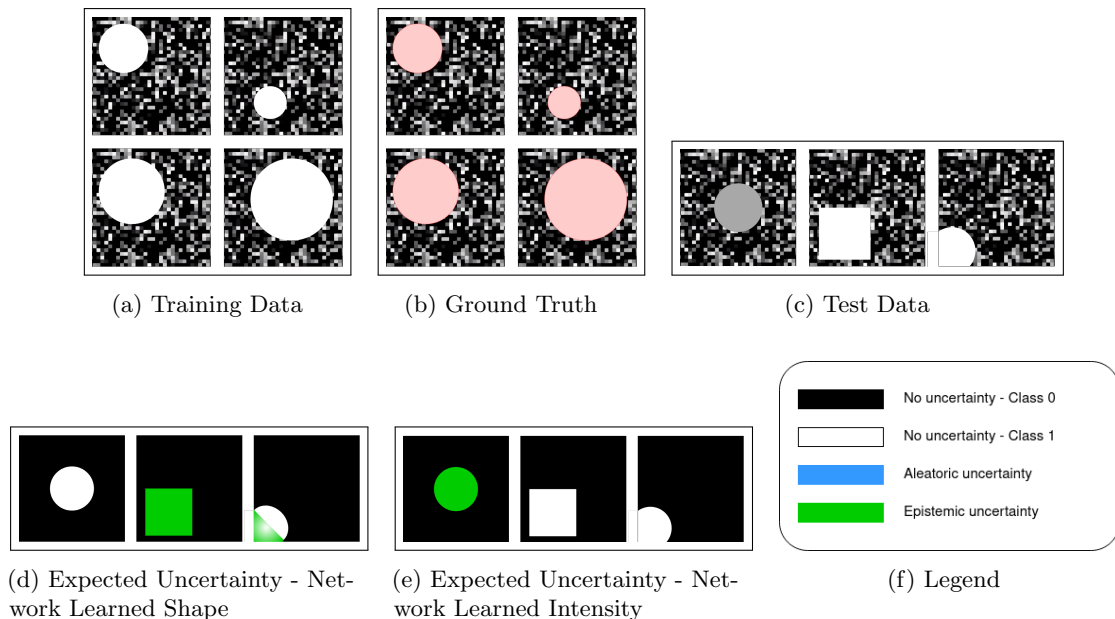 (a) Training Data
(b) Ground Truth
(c) Test Data
No uncertainty - Class 0
No uncertainty - Class 1
Aleatoric uncertainty
Epistemic uncertainty
(d) Expected Uncertainty - Net-
work Learned Shape
(e) Expected Uncertainty - Net-
work Learned Intensity
(f) Legend